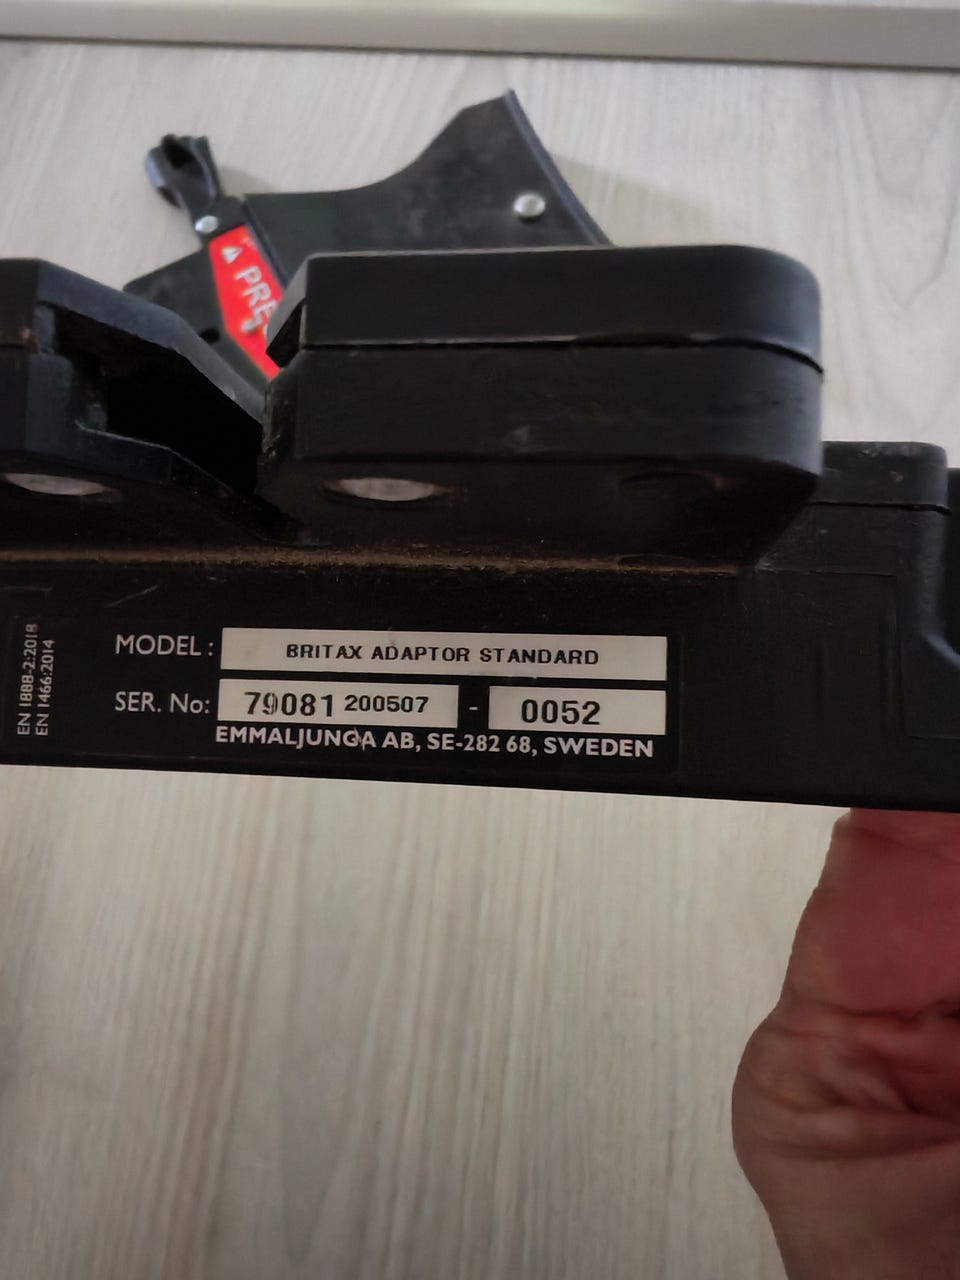 PRE
MODEL : BRITAX ADAPTOR STANDARD
SER. No: 79081 200507 - 0052
EMMALJUNGA AB, SE-282 68, SWEDEN
EN 1888-2:2018
EN 1466:2014